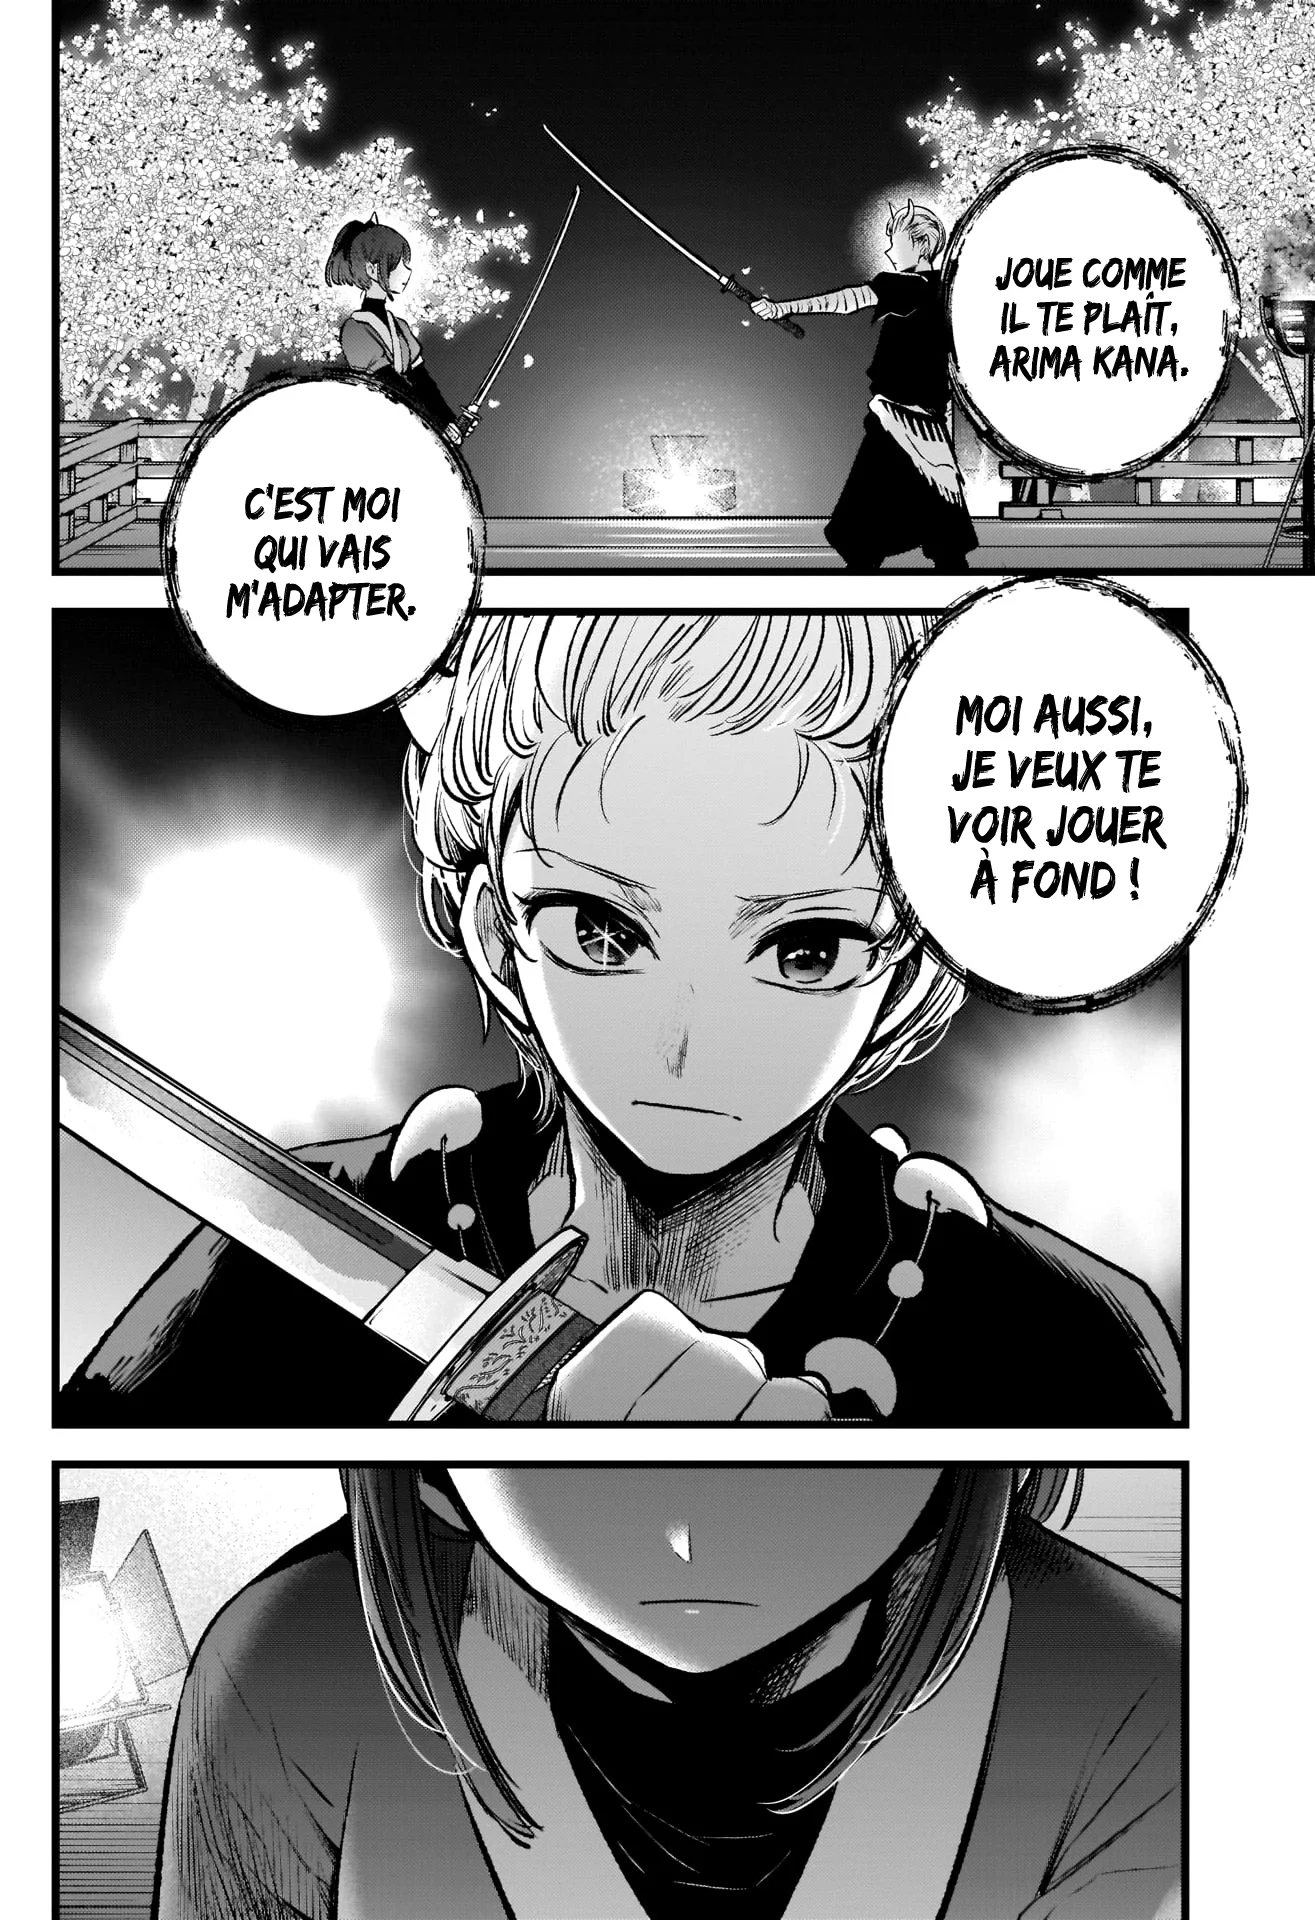 JOUE COMME
IL TE PLAÎT,
ARIMA KANA.
C'EST MOI
QUI VAIS
M'ADAPTER.
MOI AUSSI,
JE VEUX TE
VOIR JOUER
À FOND !